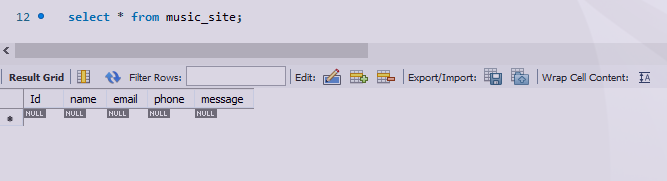 12 select * from music_site;
Result Grid Filter Rows: Edit: Export/Import: Wrap Cell Content:
Id name email phone message
NULL NULL NULL NULL NULL